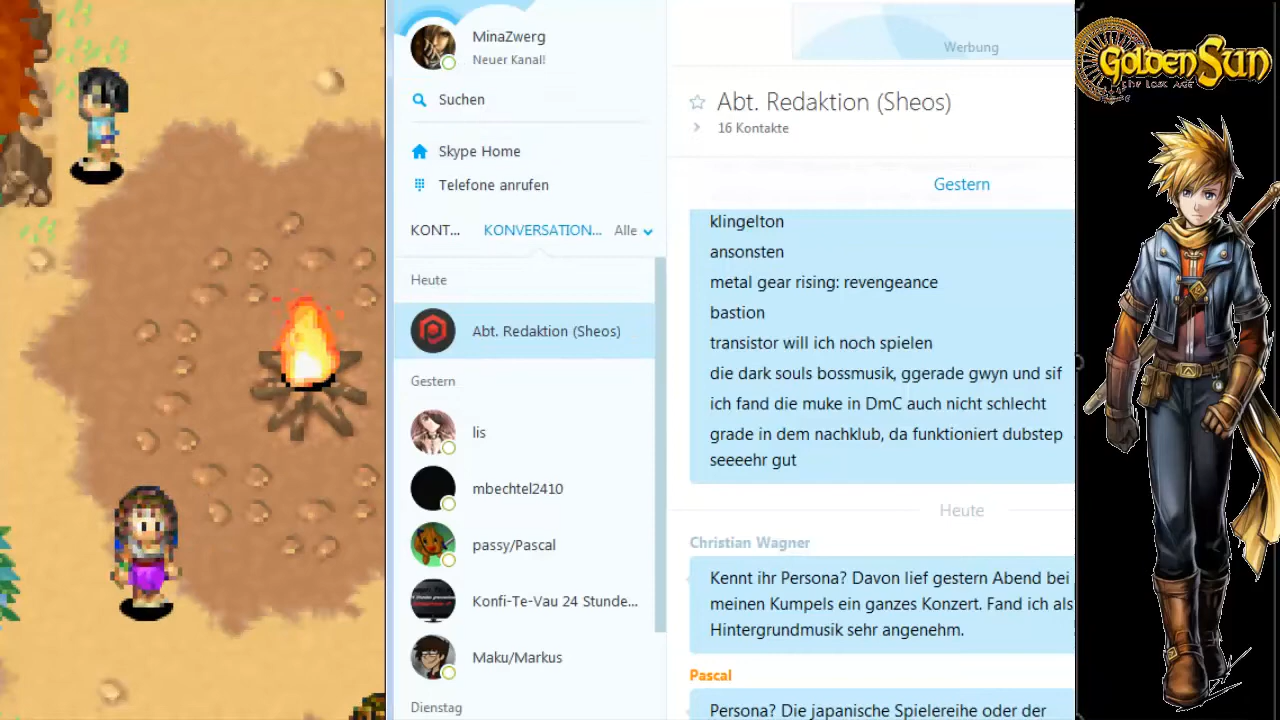 MinaZwerg
Neuer Kanal!
Suchen
Skype Home
Telefone anrufen
KONT...
KONVERSATION...
Alle
Heute
Abt. Redaktion (Sheos)
Gestern
lis
mbechtel2410
passy/Pascal
Konfi-Te-Vau 24 Stunde...
Maku/Markus
Dienstag
Werbung
Abt. Redaktion (Sheos)
16 Kontakte
Gestern
klingelton
ansonsten
metal gear rising: revengeance
bastion
transistor will ich noch spielen
die dark souls bossmusik, ggerade gwyn und sif
ich fand die muke in DmC auch nicht schlecht
grade in dem nachklub, da funktioniert dubstep
seeeehr gut
Heute
Christian Wagner
Kennt ihr Persona? Davon lief gestern Abend bei
meinen Kumpels ein ganzes Konzert. Fand ich als
Hintergrundmusik sehr angenehm.
Pascal
Persona? Die japanische Spielereihe oder der
GOLDEN SUN
THE LOST AGE